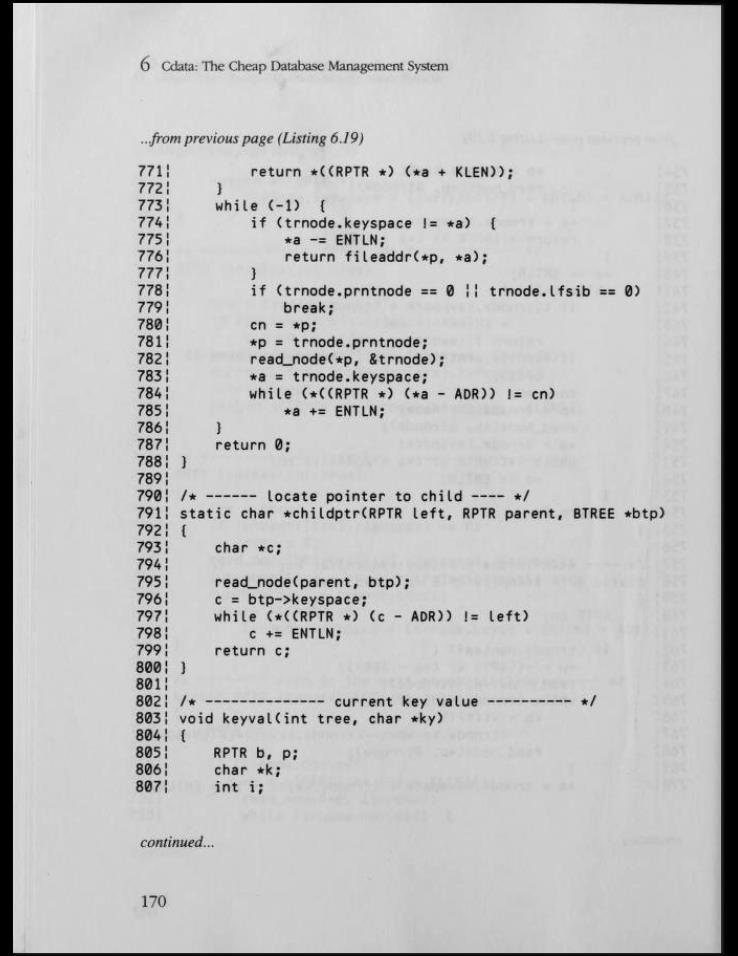 6 Cdata: The Cheap Database Management System
...from previous page (Listing 6.19)
771¦         return *((RPTR *) (*a + KLEN));
772¦     }
773¦     while (-1)  {
774¦         if (trnode.keyspace != *a)  {
775¦             *a -= ENTLN;
776¦             return fileaddr(*p, *a);
777¦         }
778¦         if (trnode.prntnode == 0 ¦¦ trnode.lfsib == 0)
779¦             break;
780¦         cn = *p;
781¦         *p = trnode.prntnode;
782¦         read_node(*p, &trnode);
783¦         *a = trnode.keyspace;
784¦         while (*((RPTR *) (*a - ADR)) != cn)
785¦             *a += ENTLN;
786¦     }
787¦     return 0;
788¦ }
789¦
790¦ /* ------ locate pointer to child ---- */
791¦ static char *childptr(RPTR left, RPTR parent, BTREE *btp)
792¦ {
793¦     char *c;
794¦
795¦     read_node(parent, btp);
796¦     c = btp->keyspace;
797¦     while (*((RPTR *) (c - ADR)) != left)
798¦         c += ENTLN;
799¦     return c;
800¦ }
801¦
802¦ /* -------------- current key value ---------- */
803¦ void keyval(int tree, char *ky)
804¦ {
805¦     RPTR b, p;
806¦     char *k;
807¦     int i;
continued...
170